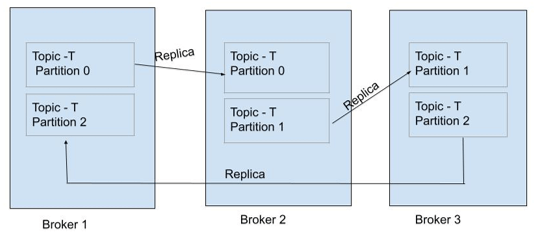 Topic -T
Partition 0
Topic - T
Partition 2
Replica
Topic - T
Partition 0
Topic - T
Partition 1
Replica
Topic - T
Partition 1
Topic - T
Partition 2
Replica
Broker 1
Broker 2
Broker 3